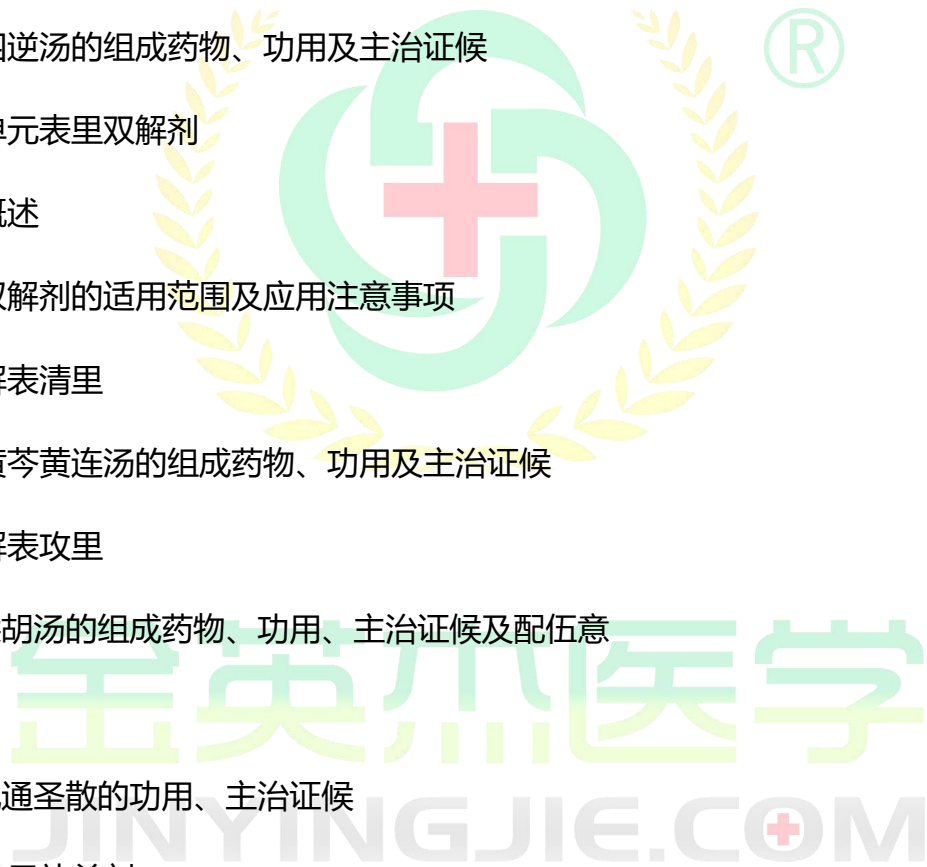 逆汤的组成药物、功用及主治证候
元表里双解剂
述
解剂的适用范围及应用注意事项
表清里
芩黄连汤的组成药物、功用及主治证候
表攻里
胡汤的组成药物、功用、主治证候及配伍意
通圣散的功用、主治证候
金英杰医学
JINYINGJIE.COM
®